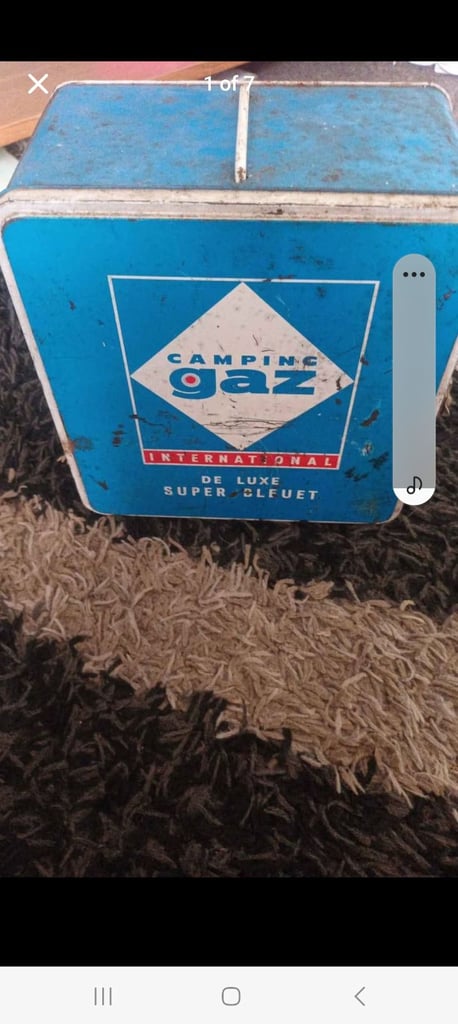 1 of 7
CAMPING
gaz
INTERNATIONAL
DE LUXE
SUPER BLEUET